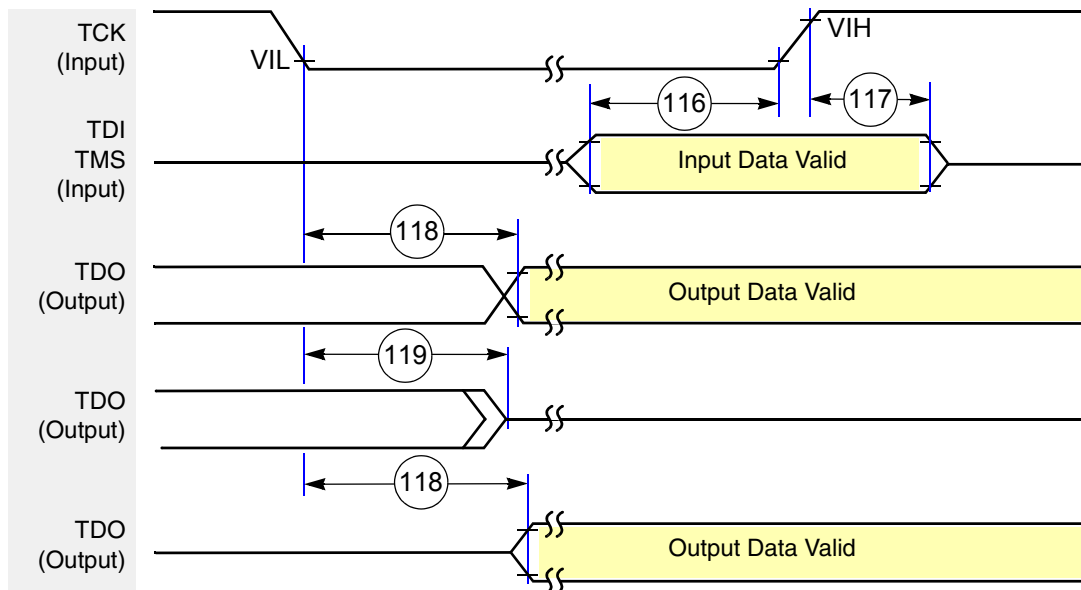 TCK
(Input)
VIL
VIH
116
117
TDI
TMS
(Input)
Input Data Valid
118
TDO
(Output)
Output Data Valid
119
TDO
(Output)
118
TDO
(Output)
Output Data Valid